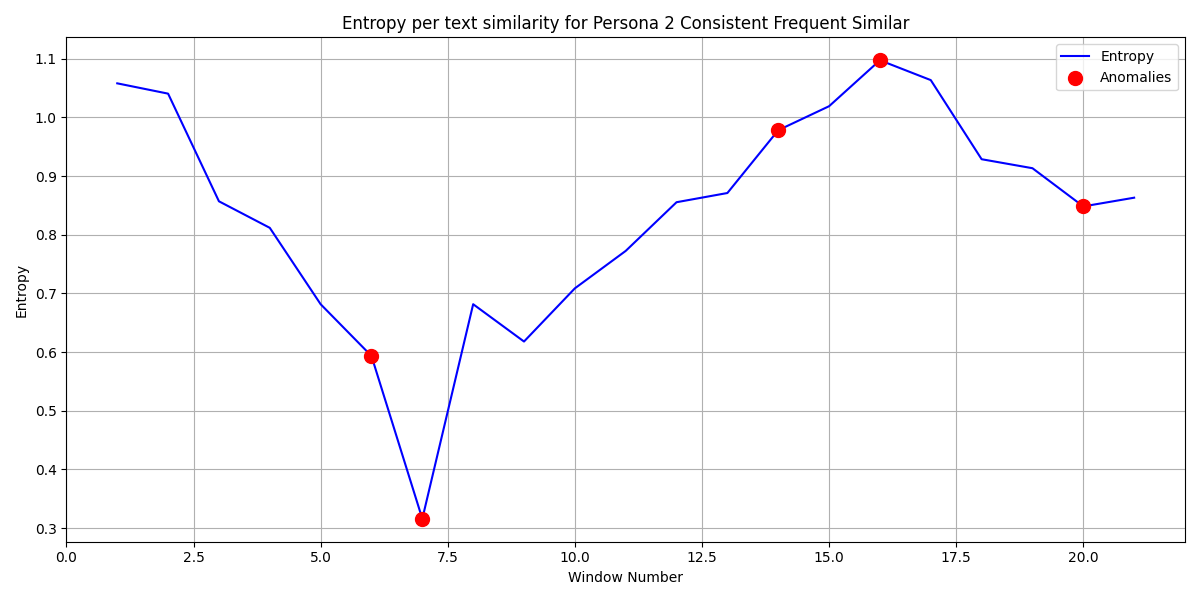 Entropy per text similarity for Persona 2 Consistent Frequent Similar
Entropy
Anomalies
1.1
1.0
0.9
0.8
0.7
0.6
0.5
0.4
0.3
Entropy
0.0 2.5 5.0 7.5 10.0 12.5 15.0 17.5 20.0
Window Number